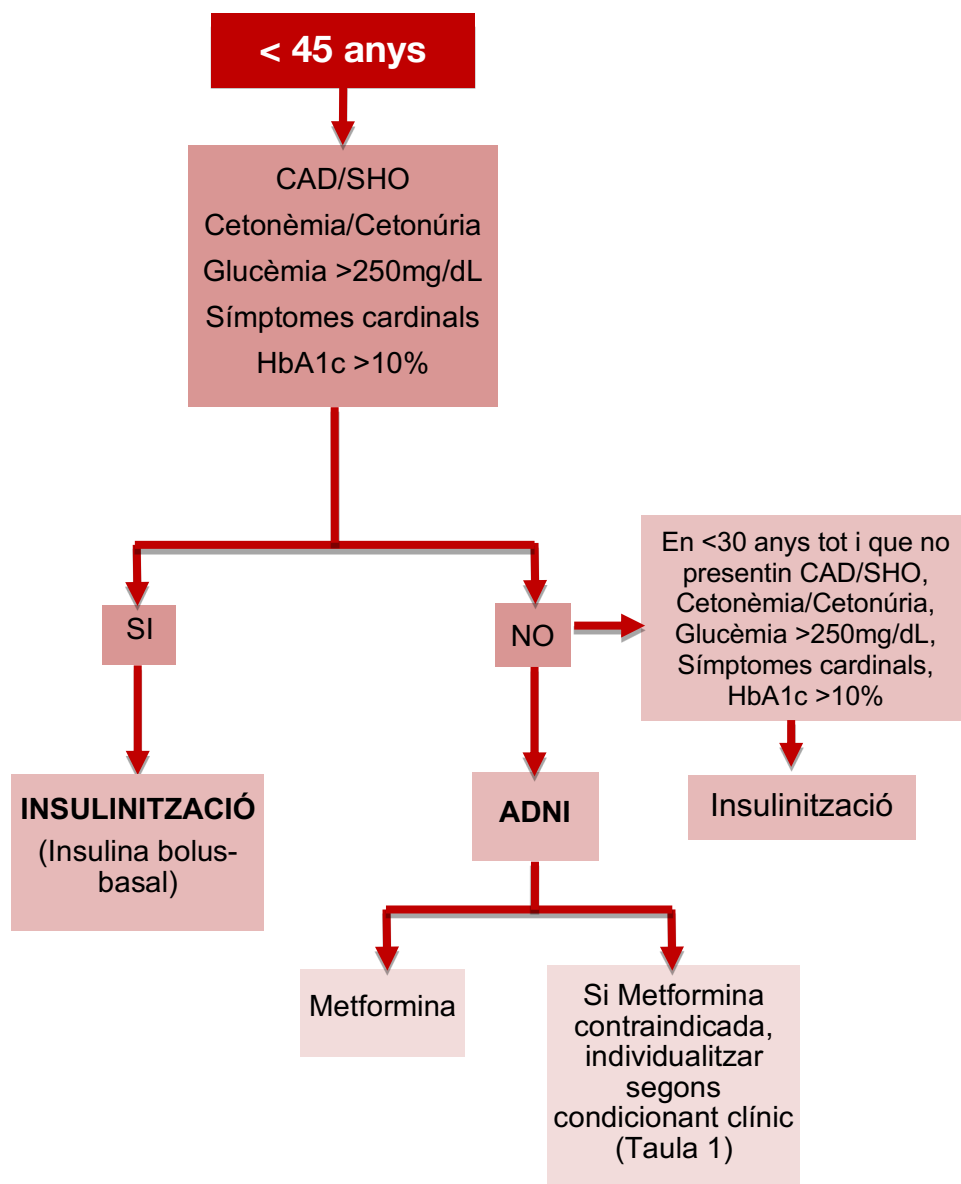 < 45 anys
CAD/SHO
Cetonèmia/Cetonúria
Glucèmia >250mg/dL
Símptomes cardinals
HbA1c >10%
SI
NO
En <30 anys tot i que no
presentin CAD/SHO,
Cetonèmia/Cetonúria,
Glucèmia >250mg/dL,
Símptomes cardinals,
HbA1c >10%
INSULINITZACIÓ
(Insulina bolus-
basal)
ADNI
Insulinització
Metformina
Si Metformina
contraindicada,
individualitzar
segons
condicionant clínic
(Taula 1)